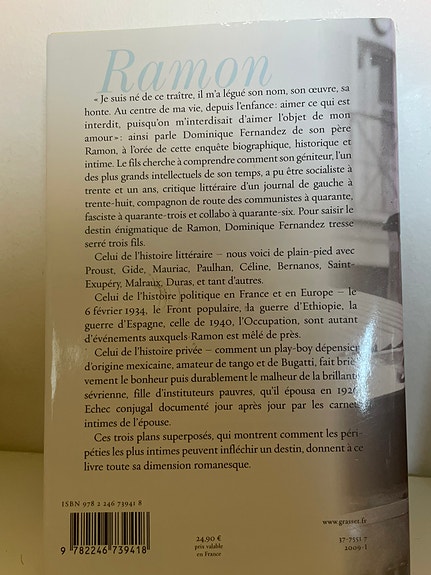 Ramon
« Je suis né de ce traître, il m'a légué son nom, son œuvre, sa
honte. Au centre de ma vie, depuis l'enfance: aimer ce qui est
interdit, puisqu'on m'interdisait d'aimer l'objet de mon
amour»: ainsi parle Dominique Fernandez de son père
Ramon, à l'orée de cette enquête biographique, historique et
intime. Le fils cherche à comprendre comment son géniteur, l'un
des plus grands intellectuels de son temps, a pu être socialiste à
trente et un ans, critique littéraire d'un journal de gauche à
trente-huit, compagnon de route des communistes à quarante,
fasciste à quarante-trois et collabo à quarante-six. Pour saisir le
destin énigmatique de Ramon, Dominique Fernandez tresse
serré trois fils.
Celui de l'histoire littéraire – nous voici de plain-pied avec
Proust, Gide, Mauriac, Paulhan, Céline, Bernanos, Saint-
Exupéry, Malraux, Duras, et tant d'autres.
Celui de l'histoire politique en France et en Europe – le
6 février 1934, le Front populaire, la guerre d'Ethiopie, la
guerre d'Espagne, celle de 1940, l'Occupation, sont autant
d'événements auxquels Ramon est mêlé de près.
Celui de l'histoire privée – comment un play-boy dépensier
d'origine mexicaine, amateur de tango et de Bugatti, fait briè-
vement le bonheur puis durablement le malheur de la brillante
sévrienne, fille d'instituteurs pauvres, qu'il épousa en 1926
Echec conjugal documenté jour après jour par les carnets
intimes de l'épouse.
Ces trois plans superposés, qui montrent comment les péri-
péties les plus intimes peuvent infléchir un destin, donnent à ce
livre toute sa dimension romanesque.
ISBN 978 2 246 73941 8
9 782246 739418
24,90 €
prix valable
en France
www.grasset.fr
37-7551 7
2009-I